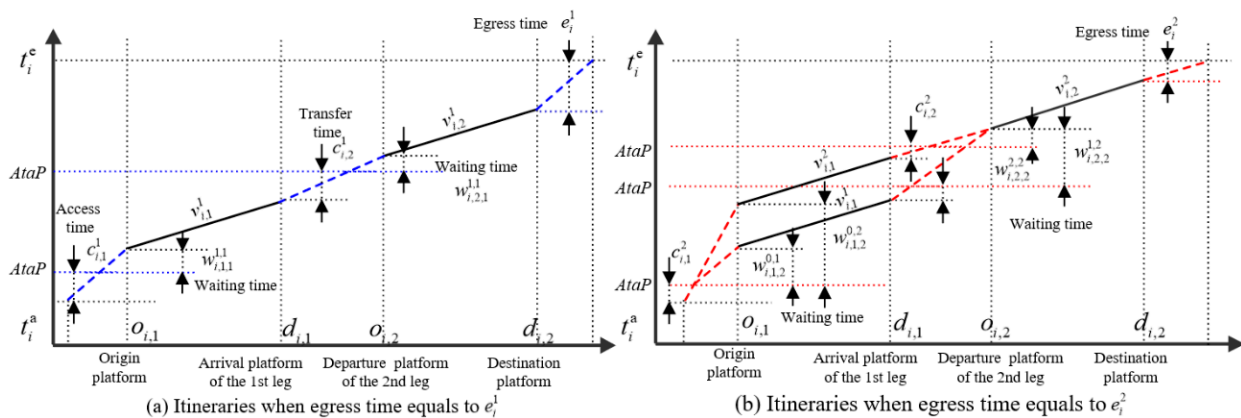 Egress time e_i^1
t_i^e
Transfer
time
c_{i,2}^1
v_{i,2}^1
AtaP
Waiting time
w_{i,2,1}^{1,1}
Access
time
c_{i,1}^1
v_{i,1}^1
w_{i,1,1}^{1,1}
AtaP
Waiting time
t_i^a
o_{i,1}
d_{i,1}
o_{i,2}
d_{i,2}
Origin
platform
Arrival platform
of the 1st leg
Departure platform
of the 2nd leg
Destination
platform
(a) Itineraries when egress time equals to e_i^1
Egress time e_i^2
t_i^e
c_{i,2}^2
v_{i,2}^2
AtaP
v_{i,1}^2
w_{i,2,2}^{2,2}
w_{i,2,2}^{1,2}
AtaP
v_{i,1}^1
Waiting time
c_{i,1}^2
w_{i,1,2}^{0,1}
w_{i,1,2}^{0,2}
AtaP
Waiting time
t_i^a
o_{i,1}
d_{i,1}
o_{i,2}
d_{i,2}
Origin
platform
Arrival platform
of the 1st leg
Departure platform
of the 2nd leg
Destination
platform
(b) Itineraries when egress time equals to e_i^2